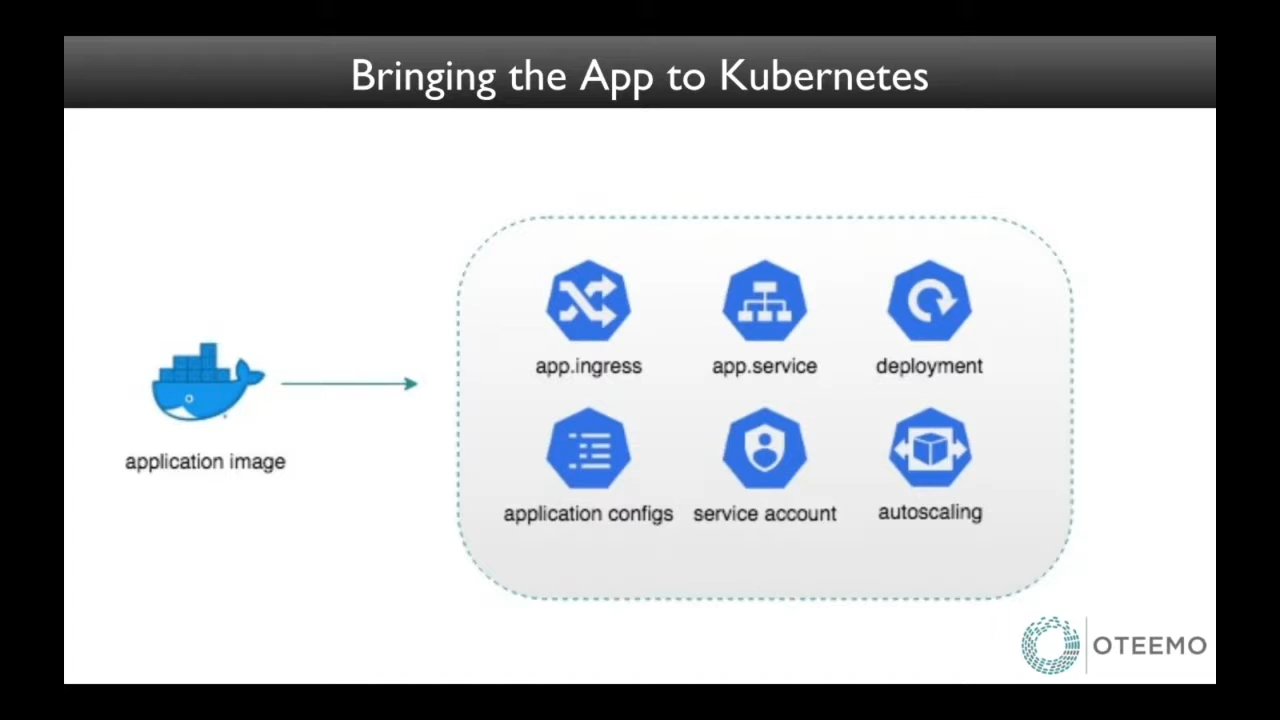 Bringing the App to Kubernetes
app.ingress
app.service
deployment
application image
application configs
service account
autoscaling
OTEEMO